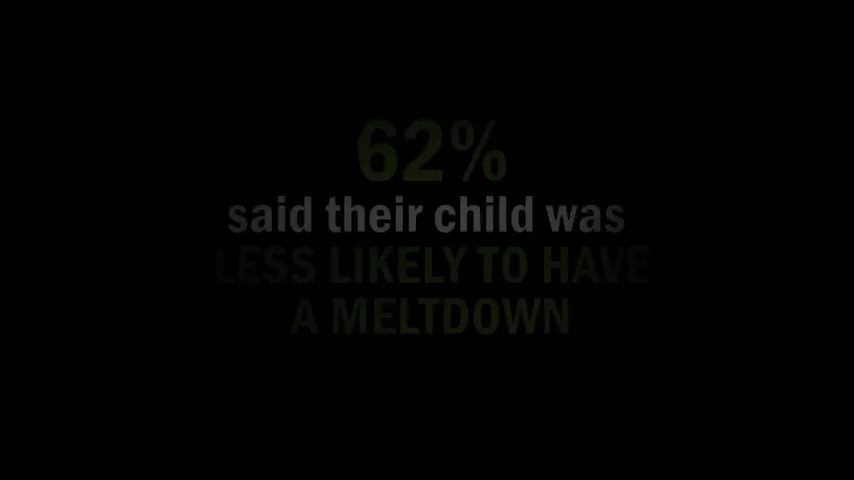 62%
said their child was
LESS LIKELY TO HAVE
A MELTDOWN